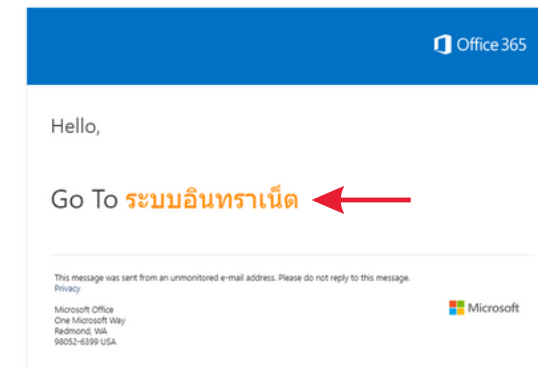 Office 365
Hello,
Go To ระบบอินทราเน็ต
This message was sent from an unmonitored e-mail address. Please do not reply to this message.
Privacy
Microsoft Office
One Microsoft Way
Redmond, WA
98052-6399 USA
Microsoft